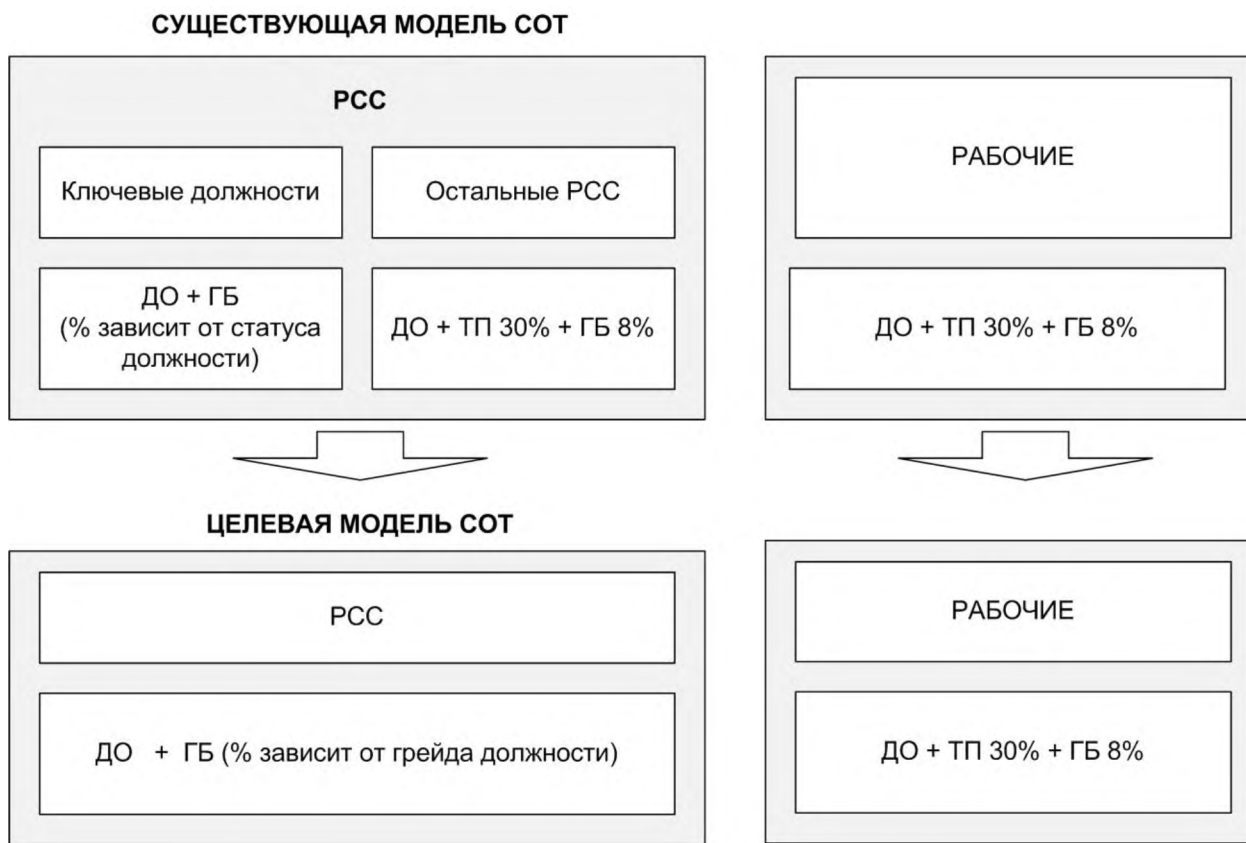 СУЩЕСТВУЮЩАЯ МОДЕЛЬ СОТ
РСС
Ключевые должности
Остальные РСС
ДО + ГБ
(% зависит от статуса
должности)
ДО + ТП 30% + ГБ 8%
РАБОЧИЕ
ДО + ТП 30% + ГБ 8%
ЦЕЛЕВАЯ МОДЕЛЬ СОТ
РСС
ДО + ГБ (% зависит от грейда должности)
РАБОЧИЕ
ДО + ТП 30% + ГБ 8%